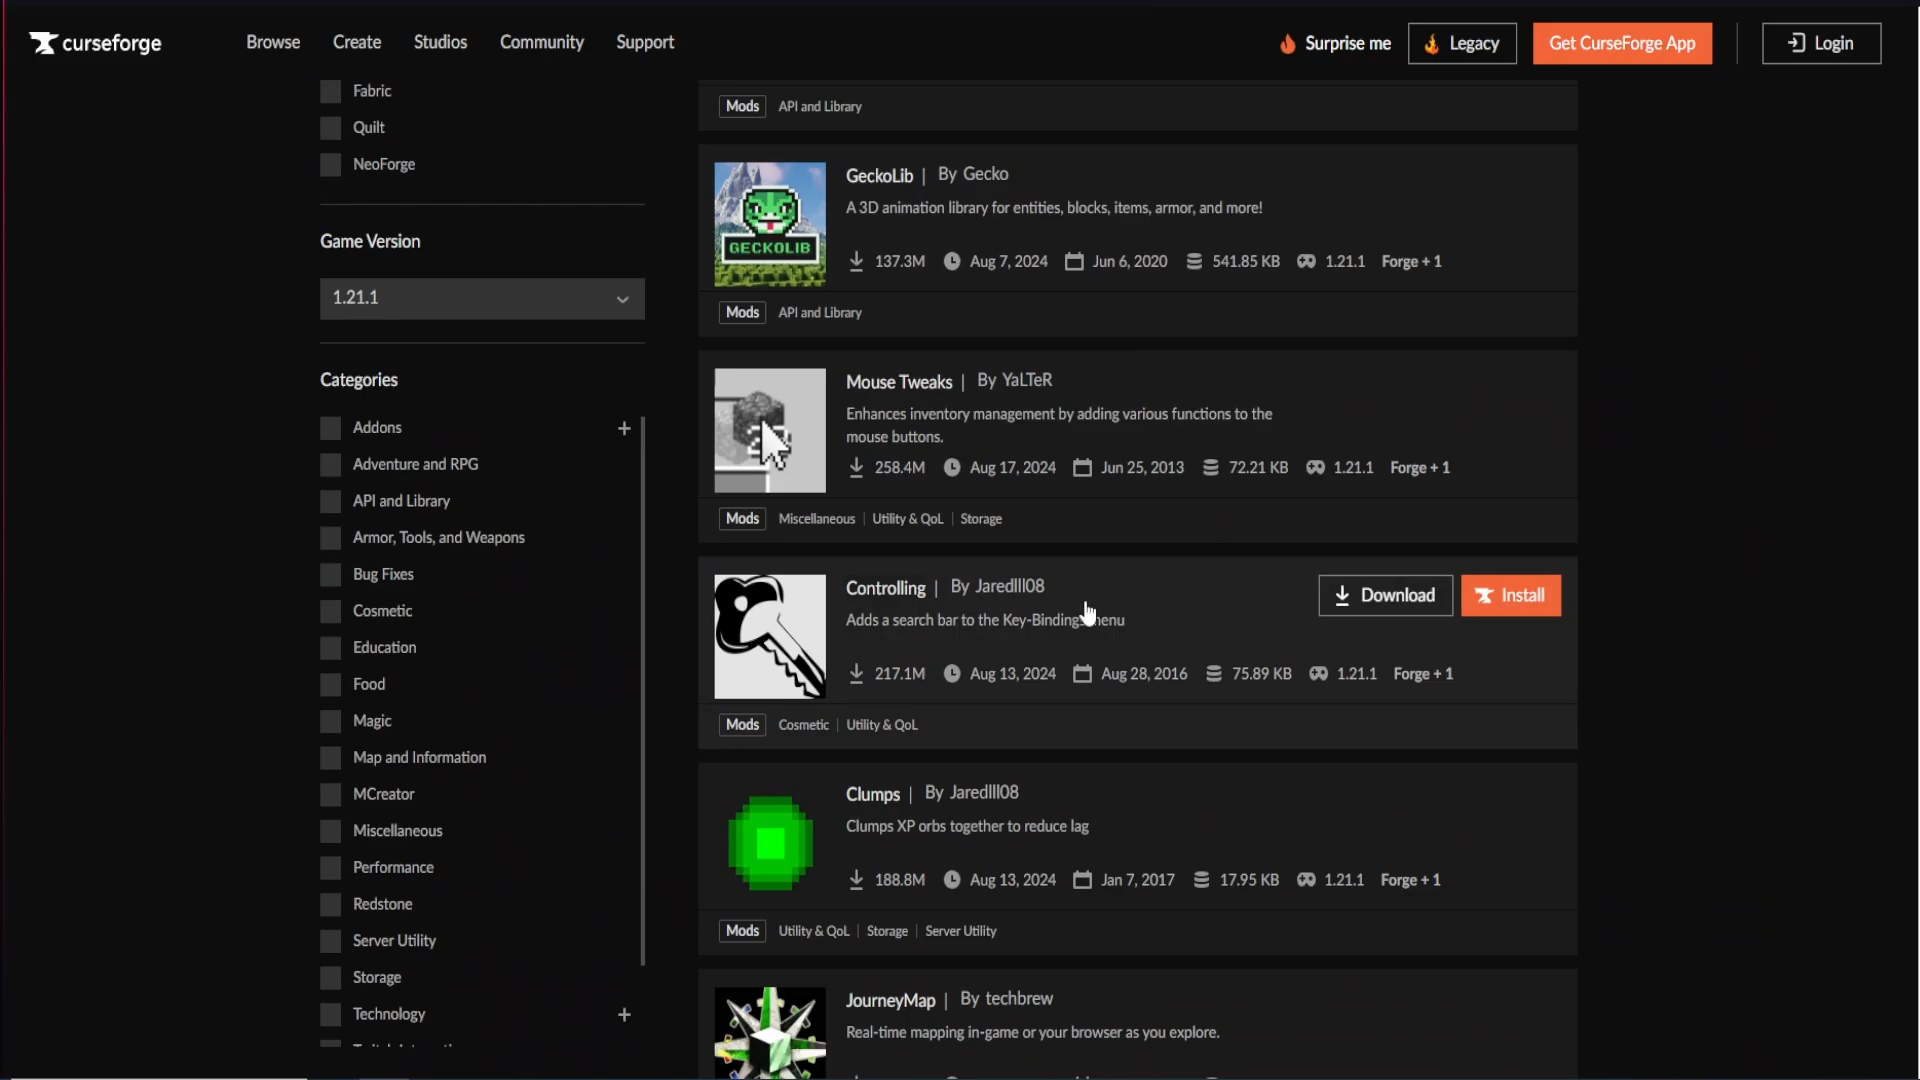 curseforge
Browse
Create
Studios
Community
Support
Surprise me
Legacy
Get CurseForge App
Login
Fabric
Quilt
NeoForge
Game Version
1.21.1
Categories
Addons
Adventure and RPG
API and Library
Armor, Tools, and Weapons
Bug Fixes
Cosmetic
Education
Food
Magic
Map and Information
MCreator
Miscellaneous
Performance
Redstone
Server Utility
Storage
Technology
Mods API and Library
GeckoLib | By Gecko
A 3D animation library for entities, blocks, items, armor, and more!
GECKOLIB
137.3M Aug 7, 2024 Jun 6, 2020 541.85 KB 1.21.1 Forge + 1
Mods API and Library
Mouse Tweaks | By YaLTeR
Enhances inventory management by adding various functions to the
mouse buttons.
258.4M Aug 17, 2024 Jun 25, 2013 72.21 KB 1.21.1 Forge + 1
Mods Miscellaneous | Utility & QoL | Storage
Controlling | By Jaredlll08
Download
Install
Adds a search bar to the Key-Bindings menu
217.1M Aug 13, 2024 Aug 28, 2016 75.89 KB 1.21.1 Forge + 1
Mods Cosmetic | Utility & QoL
Clumps | By Jaredlll08
Clumps XP orbs together to reduce lag
188.8M Aug 13, 2024 Jan 7, 2017 17.95 KB 1.21.1 Forge + 1
Mods Utility & QoL | Storage | Server Utility
JourneyMap | By techbrew
Real-time mapping in-game or your browser as you explore.